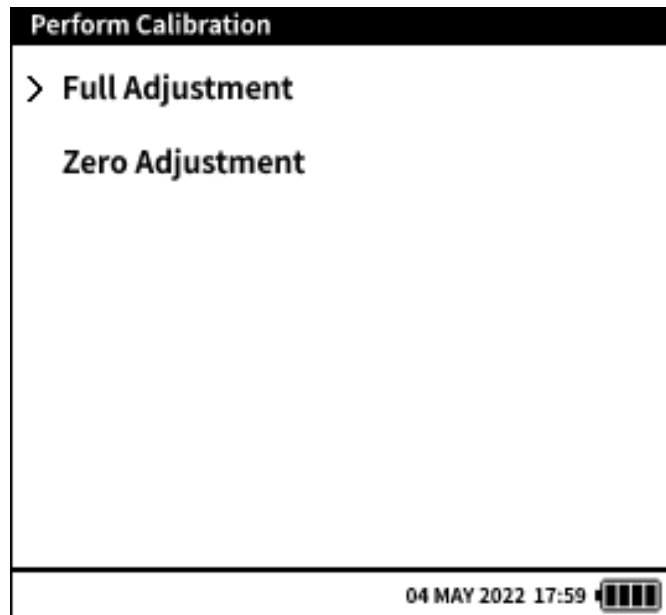 Perform Calibration
> Full Adjustment
Zero Adjustment
04 MAY 2022 17:59